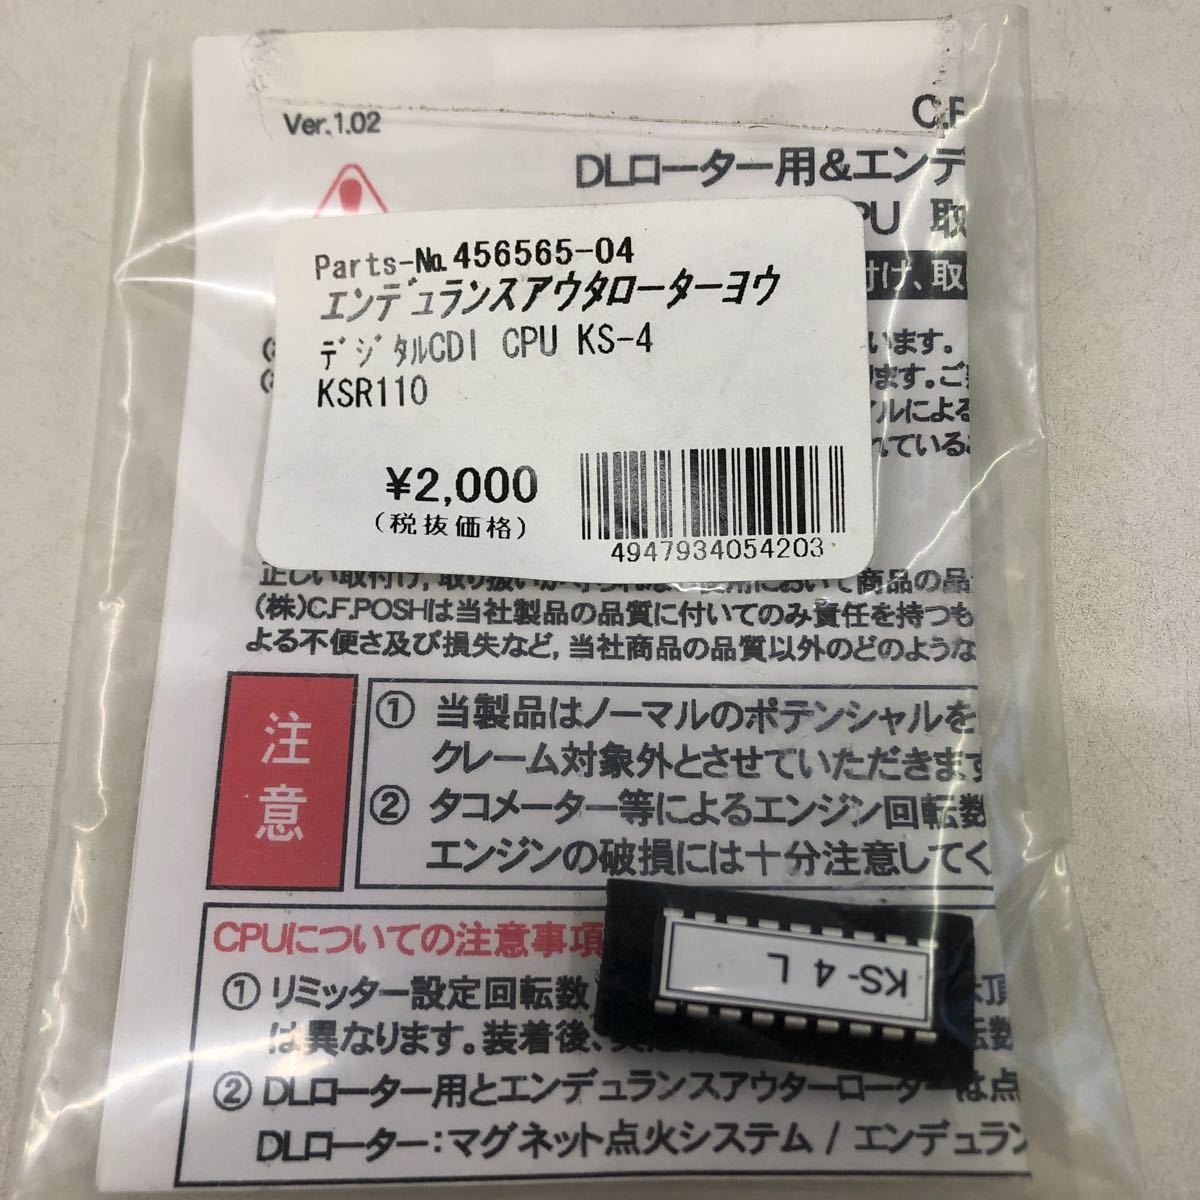 Ver.1.02
C.F
DLローター用&エンデ
PU 取
付け、取
Parts-No.456565-04
エンデュランスアウタローターヨウ
デジタルCDI CPU KS-4
KSR110
¥2,000
(税抜価格)
4947934054203
います。
ます。ご
ルによる
れているこ
正しい取付け,取り扱いが守られ
において商品の品
(株)C.F.POSHは当社製品の品質に付いてのみ責任を持つも
よる不便さ及び損失など,当社商品の品質以外のどのような
注意
① 当製品はノーマルのポテンシャルを
クレーム対象外とさせていただきます
② タコメーター等によるエンジン回転数
エンジンの破損には十分注意してく
CPUについての注意事項
① リミッター設定回転数
は異なります。装着後、
② DLローター用とエンデュランスアウターローターは点
DLローター:マグネット点火システム / エンデュラン
KS-4 L